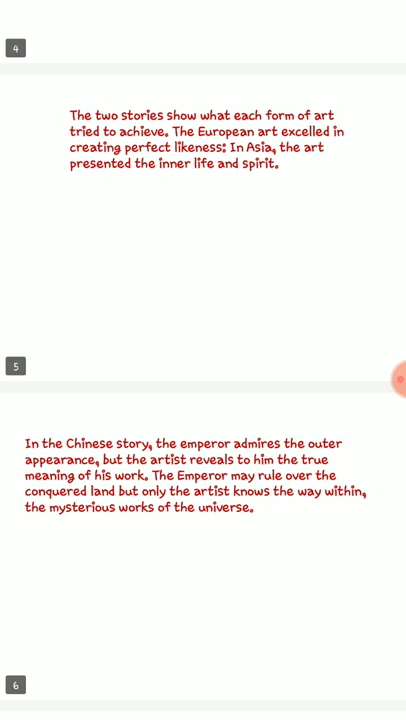 4
The two stories show what each form of art
tried to achieve. The European art excelled in
creating perfect likeness; In Asia, the art
presented the inner life and spirit.
5
In the Chinese story, the emperor admires the outer
appearance, but the artist reveals to him the true
meaning of his work. The Emperor may rule over the
conquered land but only the artist knows the way within,
the mysterious works of the universe.
6